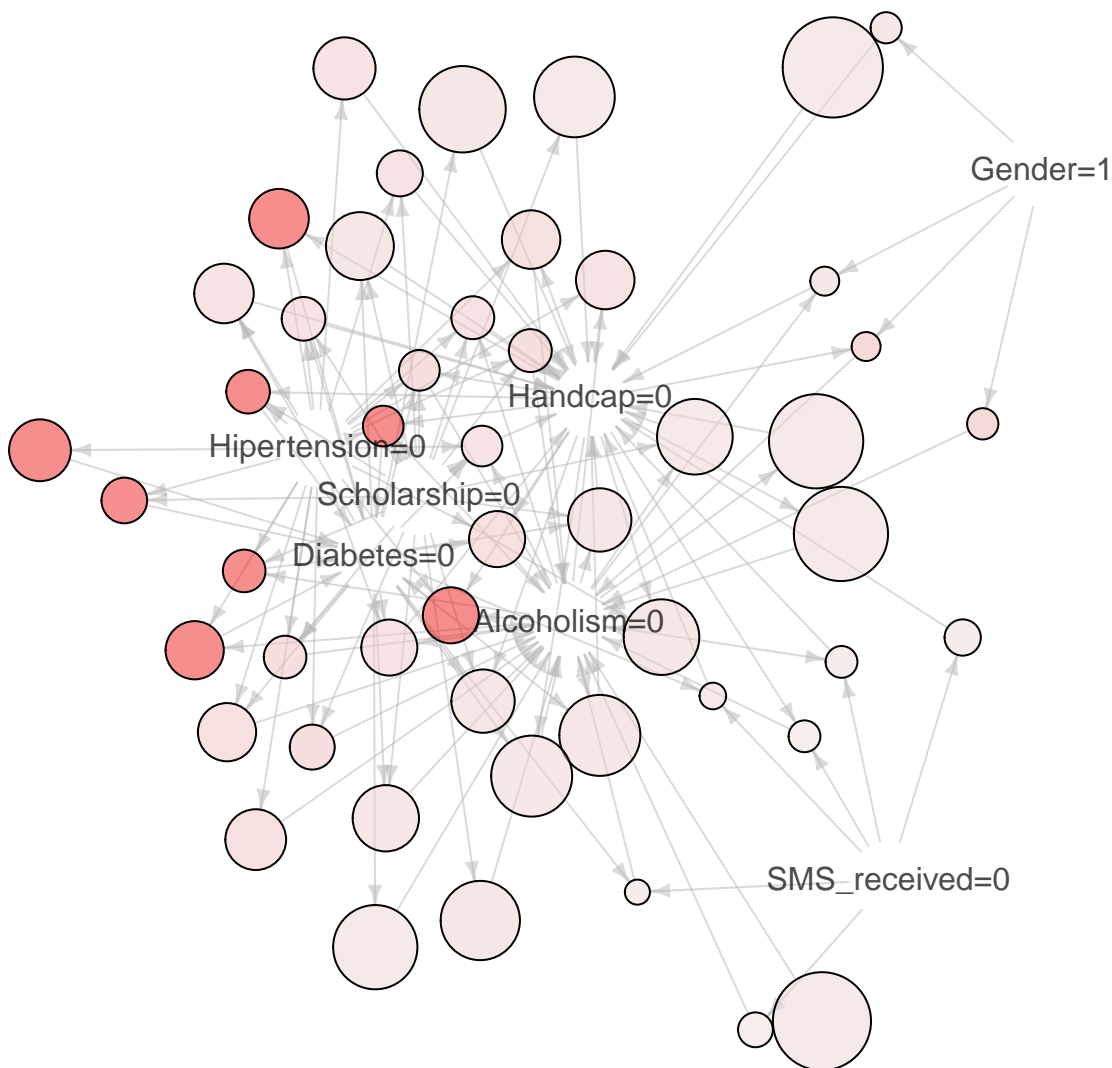 Gender=1
Handcap=0
Hipertension=0
Scholarship=0
Diabetes=0
Alcoholism=0
SMS_received=0